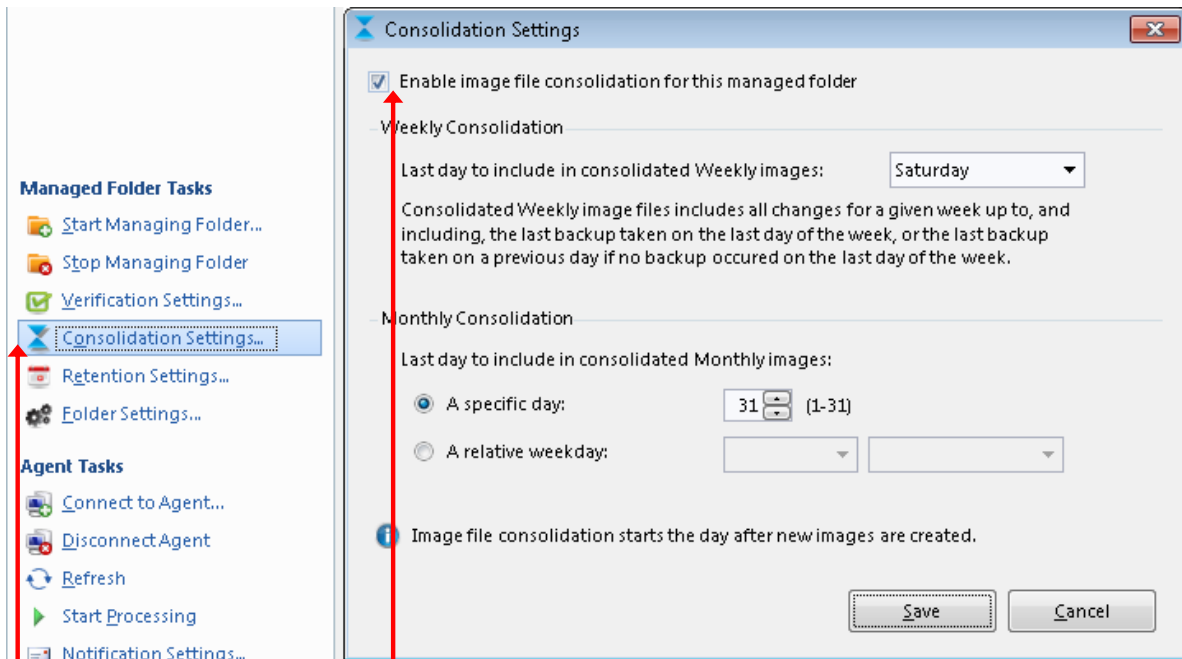 Managed Folder Tasks
Start Managing Folder...
Stop Managing Folder
Verification Settings...
Consolidation Settings...
Retention Settings...
Folder Settings...
Agent Tasks
Connect to Agent...
Disconnect Agent
Refresh
Start Processing
Notification Settings...
Consolidation Settings
Enable image file consolidation for this managed folder
Weekly Consolidation
Last day to include in consolidated Weekly images: Saturday
Consolidated Weekly image files includes all changes for a given week up to, and
including, the last backup taken on the last day of the week, or the last backup
taken on a previous day if no backup occured on the last day of the week.
Monthly Consolidation
Last day to include in consolidated Monthly images:
A specific day: 31 (1-31)
A relative weekday:
Image file consolidation starts the day after new images are created.
Save Cancel